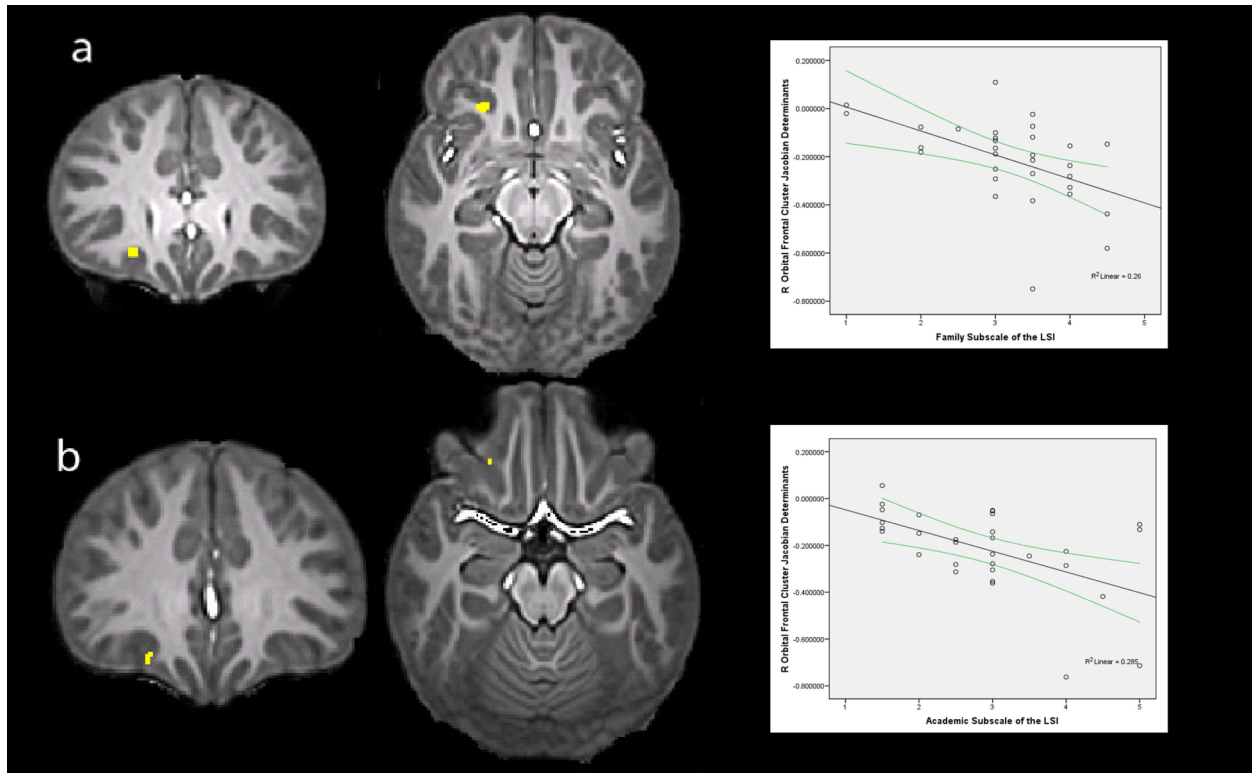 a
R Orbital Frontal Cluster Jacobian Determinants
0.200000
0.000000
-0.200000
-0.400000
-0.600000
-0.800000
R² Linear = 0.26
1 2 3 4 5
Family Subscale of the LSI
b
R Orbital Frontal Cluster Jacobian Determinants
0.200000
0.000000
-0.200000
-0.400000
-0.600000
-0.800000
R² Linear = 0.285
1 2 3 4 5
Academic Subscale of the LSI